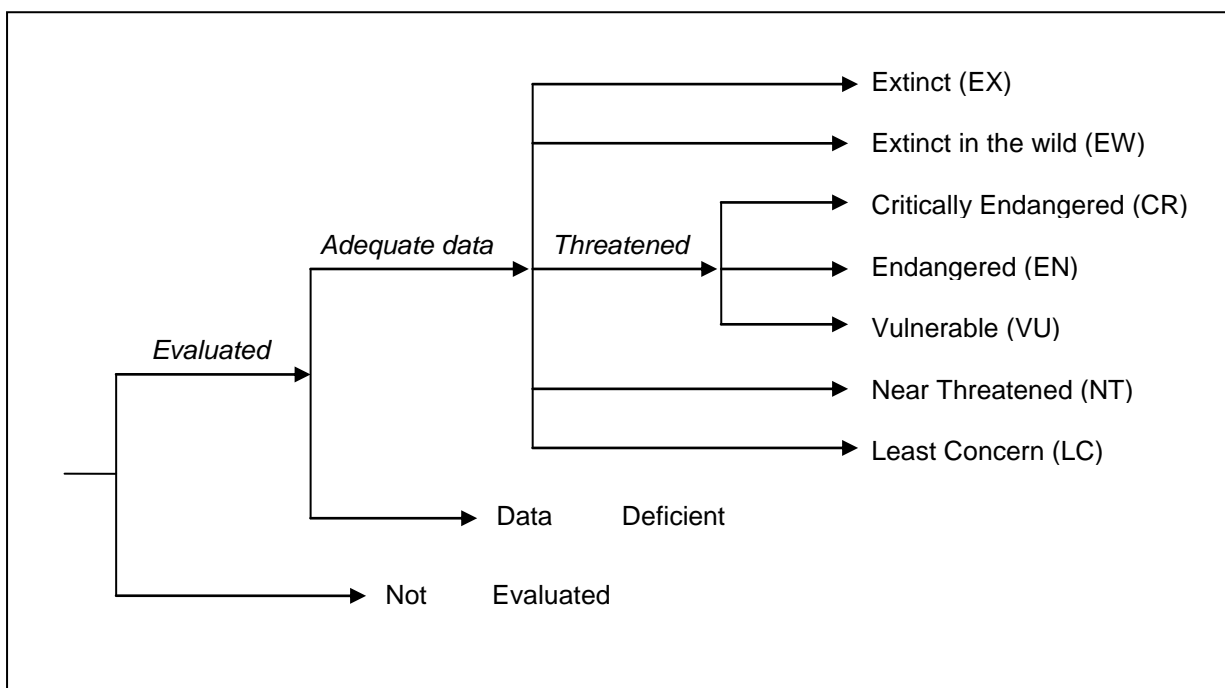 Extinct (EX)
Extinct in the wild (EW)
Critically Endangered (CR)
Adequate data
Threatened
Endangered (EN)
Vulnerable (VU)
Evaluated
Near Threatened (NT)
Least Concern (LC)
Data Deficient
Not Evaluated